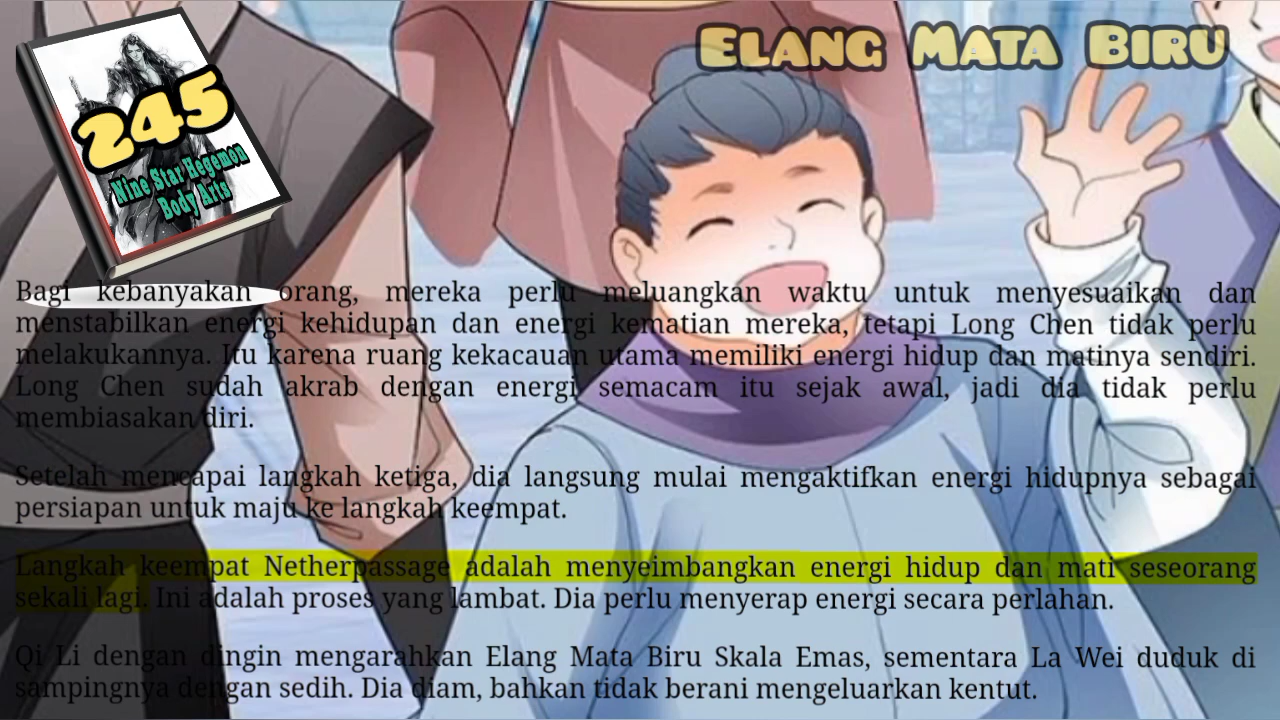 Elang Mata Biru
245
Nine Star Hegemon
Body Arts
Bagi kebanyakan orang, mereka perlu meluangkan waktu untuk menyesuaikan dan
menstabilkan energi kehidupan dan energi kematian mereka, tetapi Long Chen tidak perlu
melakukannya. Itu karena ruang kekacauan utama memiliki energi hidup dan matinya sendiri.
Long Chen sudah akrab dengan energi semacam itu sejak awal, jadi dia tidak perlu
membiasakan diri.
Setelah mencapai langkah ketiga, dia langsung mulai mengaktifkan energi hidupnya sebagai
persiapan untuk maju ke langkah keempat.
Langkah keempat Netherpassage adalah menyeimbangkan energi hidup dan mati seseorang
sekali lagi. Ini adalah proses yang lambat. Dia perlu menyerap energi secara perlahan.
Qi Li dengan dingin mengarahkan Elang Mata Biru Skala Emas, sementara La Wei duduk di
sampingnya dengan sedih. Dia diam, bahkan tidak berani mengeluarkan kentut.